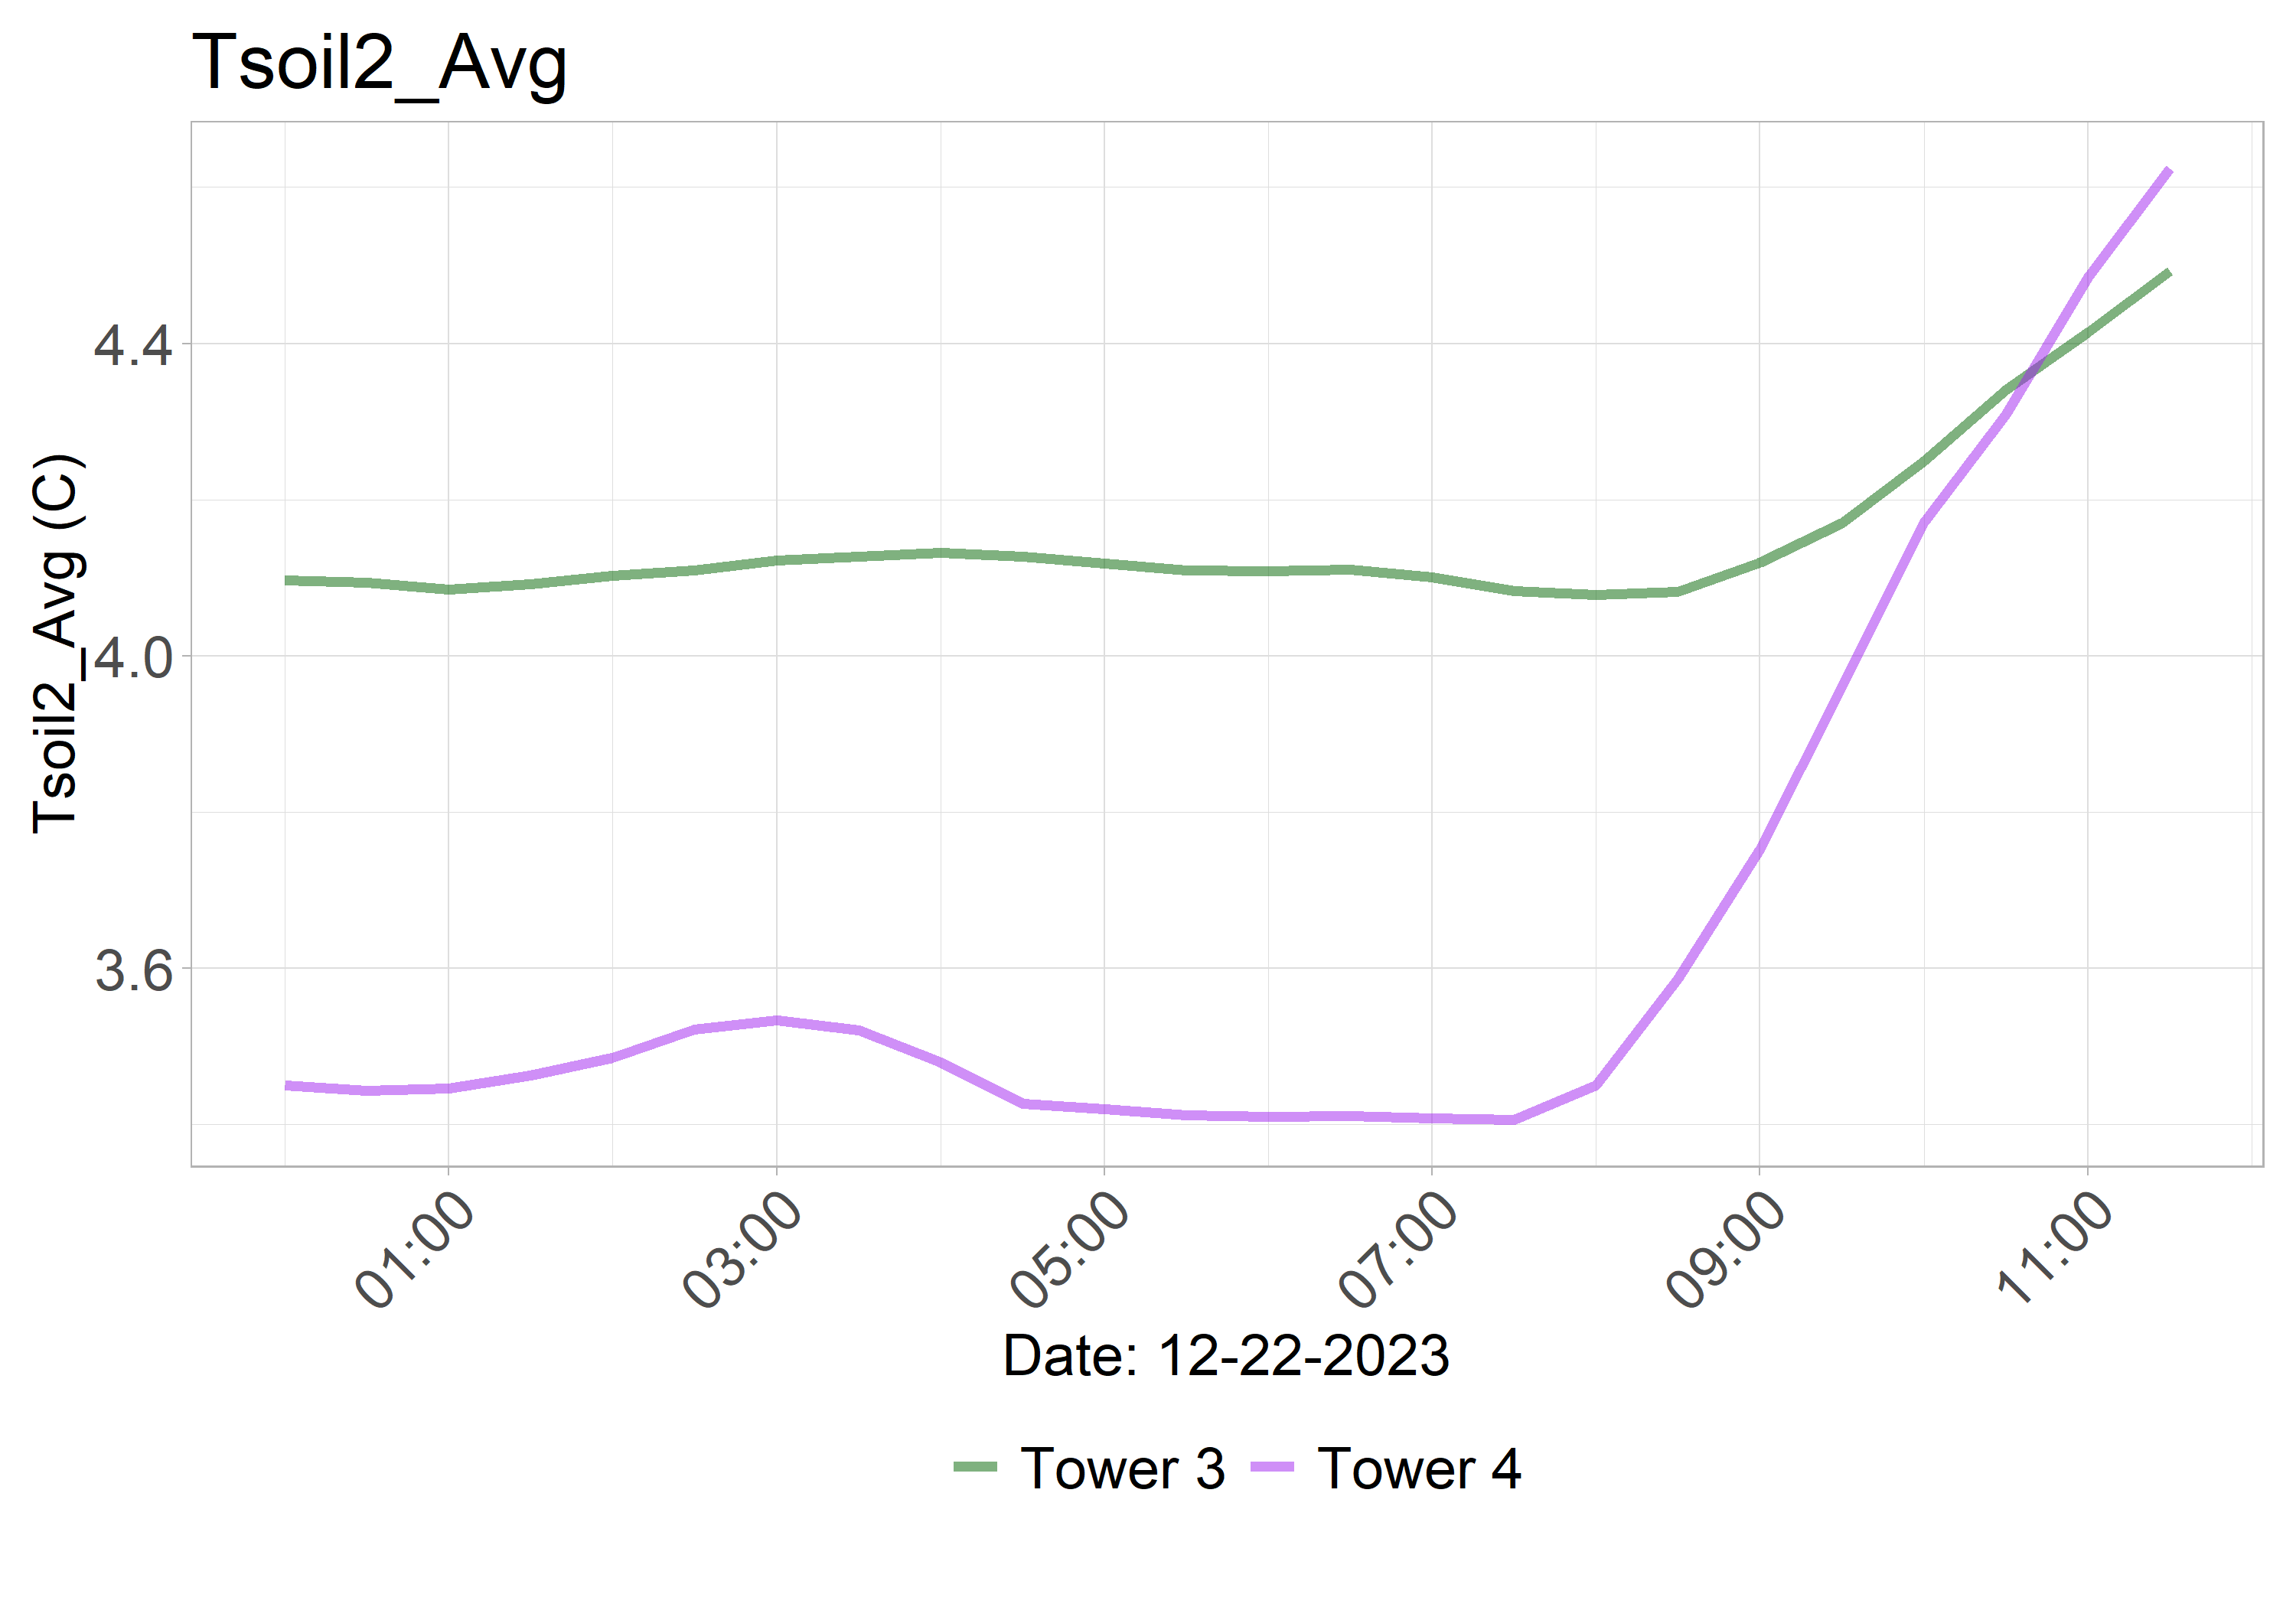 Tsoil2_Avg
Tsoil2_Avg (C)
4.4
4.0
3.6
01:00
03:00
05:00
07:00
09:00
11:00
Date: 12-22-2023
Tower 3
Tower 4